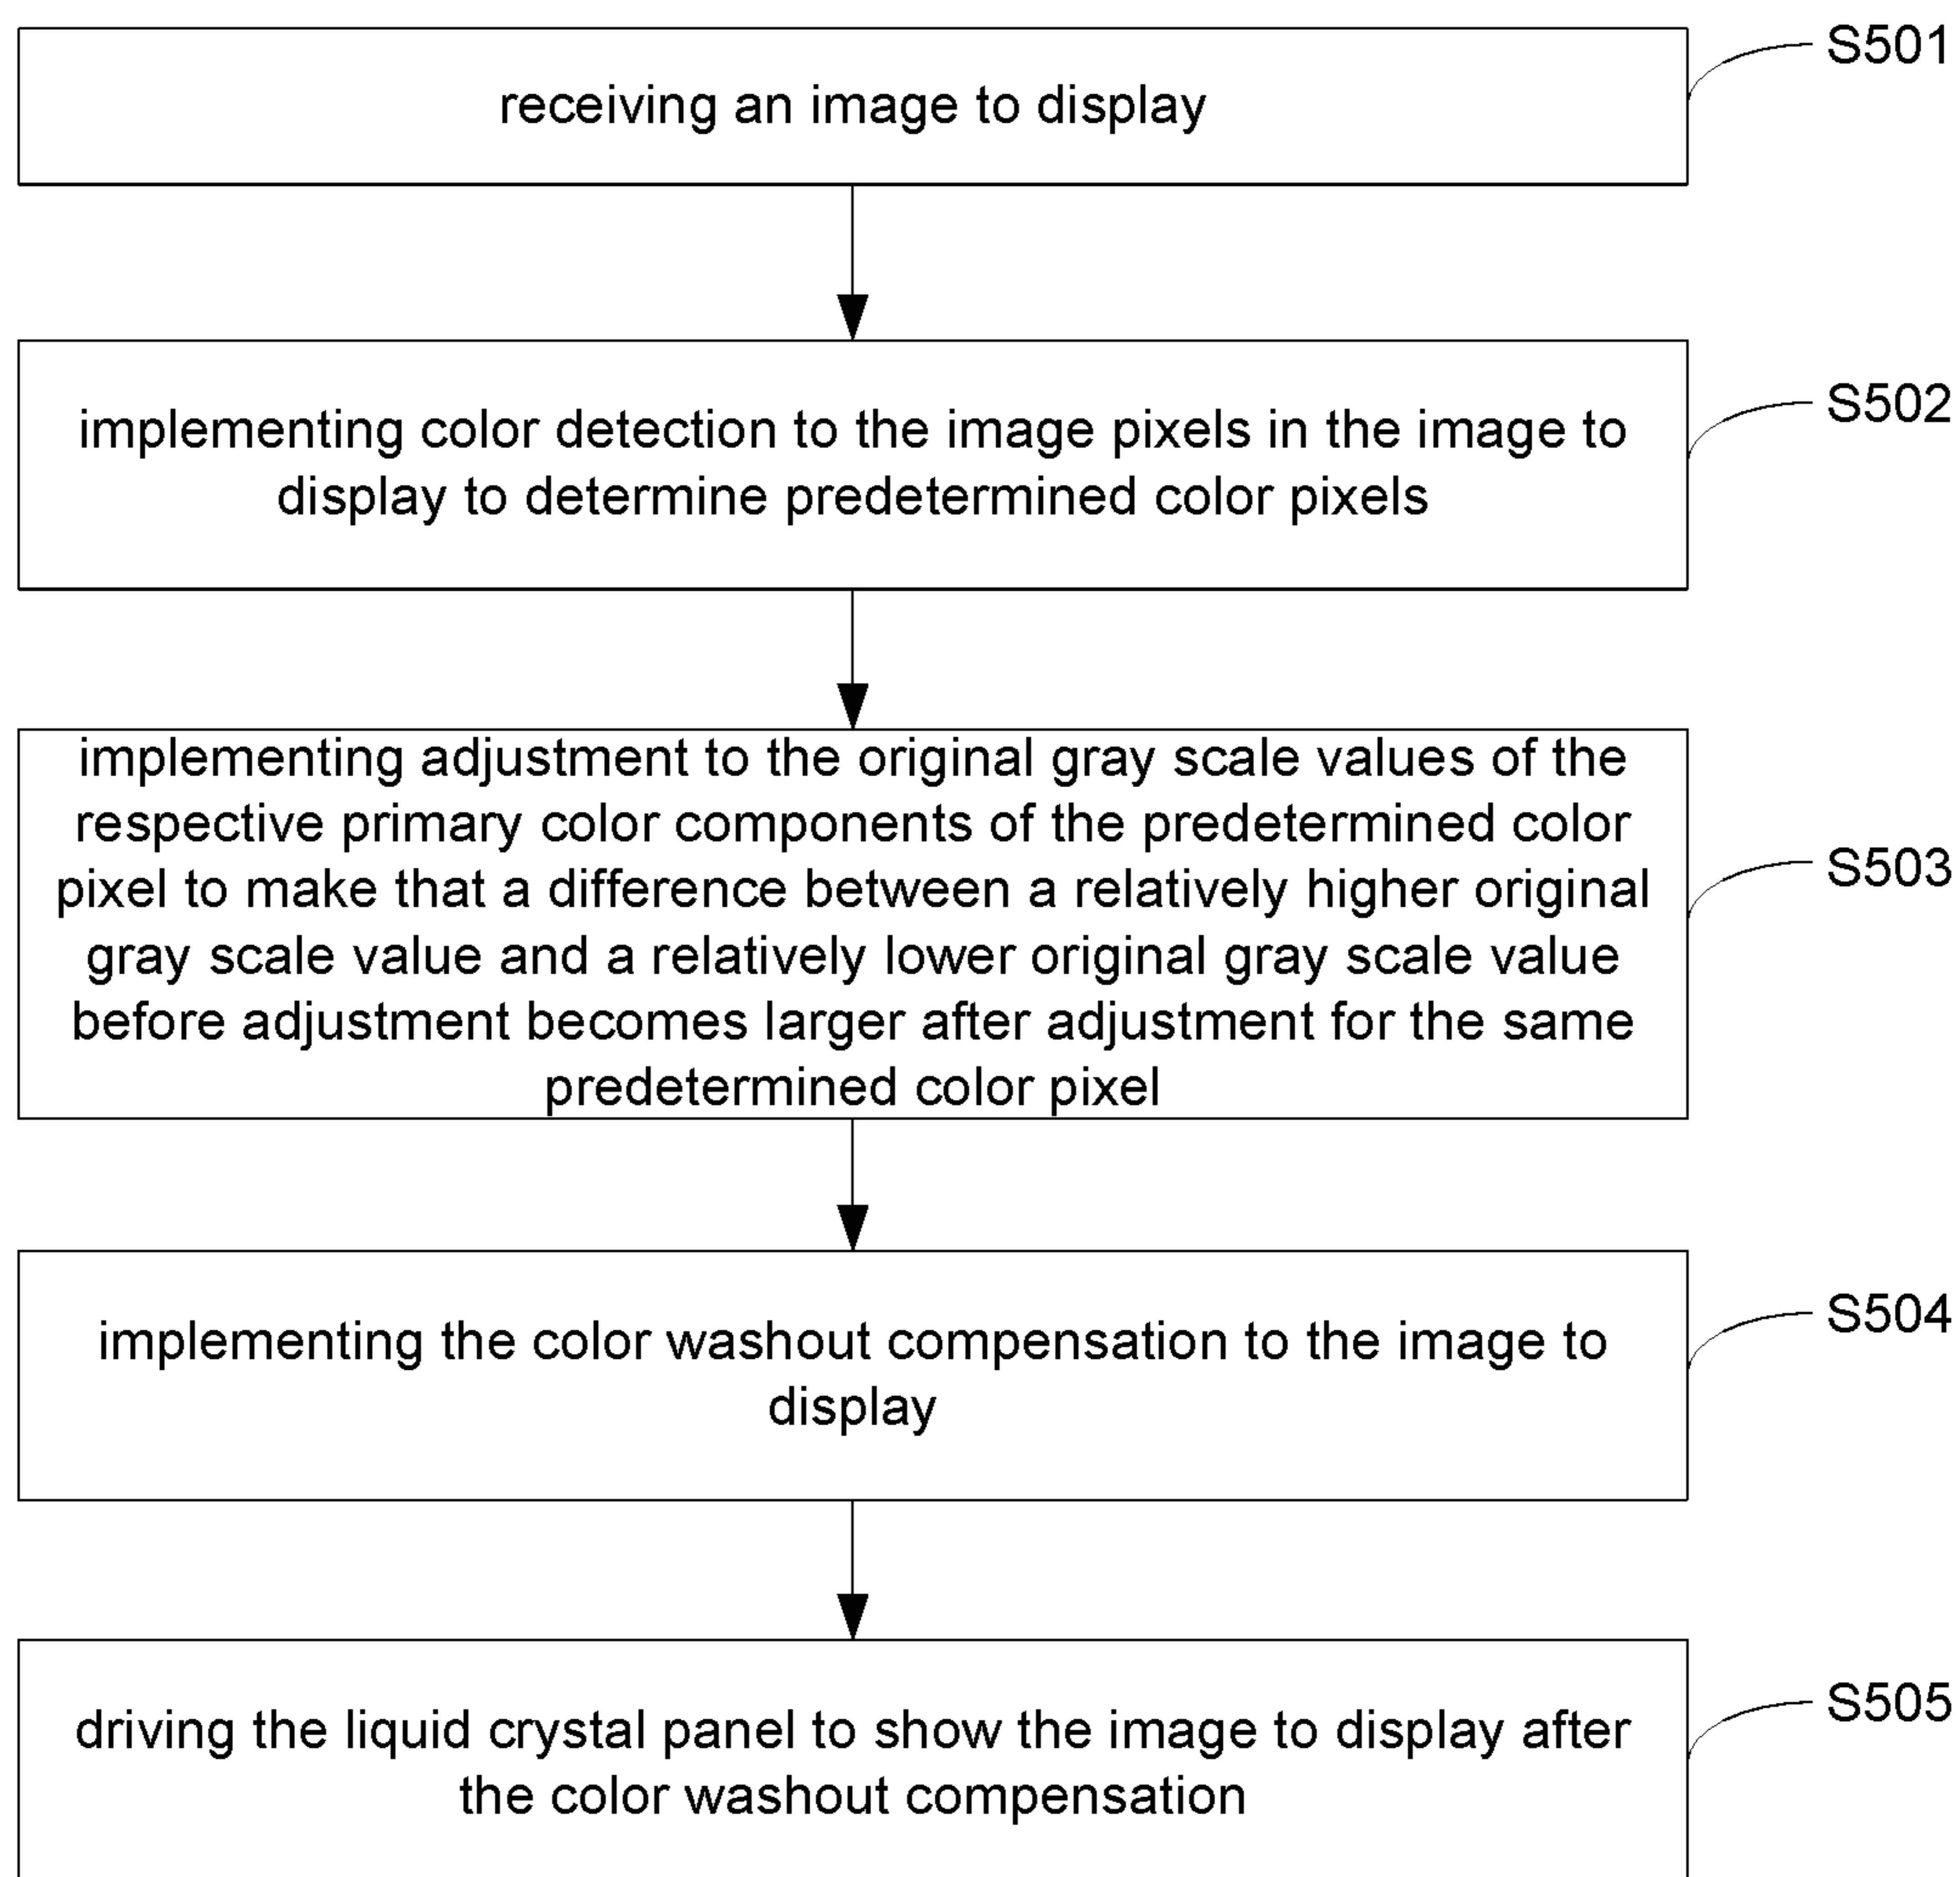 S501
receiving an image to display
S502
implementing color detection to the image pixels in the image to
display to determine predetermined color pixels
implementing adjustment to the original gray scale values of the
respective primary color components of the predetermined color
pixel to make that a difference between a relatively higher original
S503
gray scale value and a relatively lower original gray scale value
before adjustment becomes larger after adjustment for the same
predetermined color pixel
S504
implementing the color washout compensation to the image to
display
S505
driving the liquid crystal panel to show the image to display after
the color washout compensation